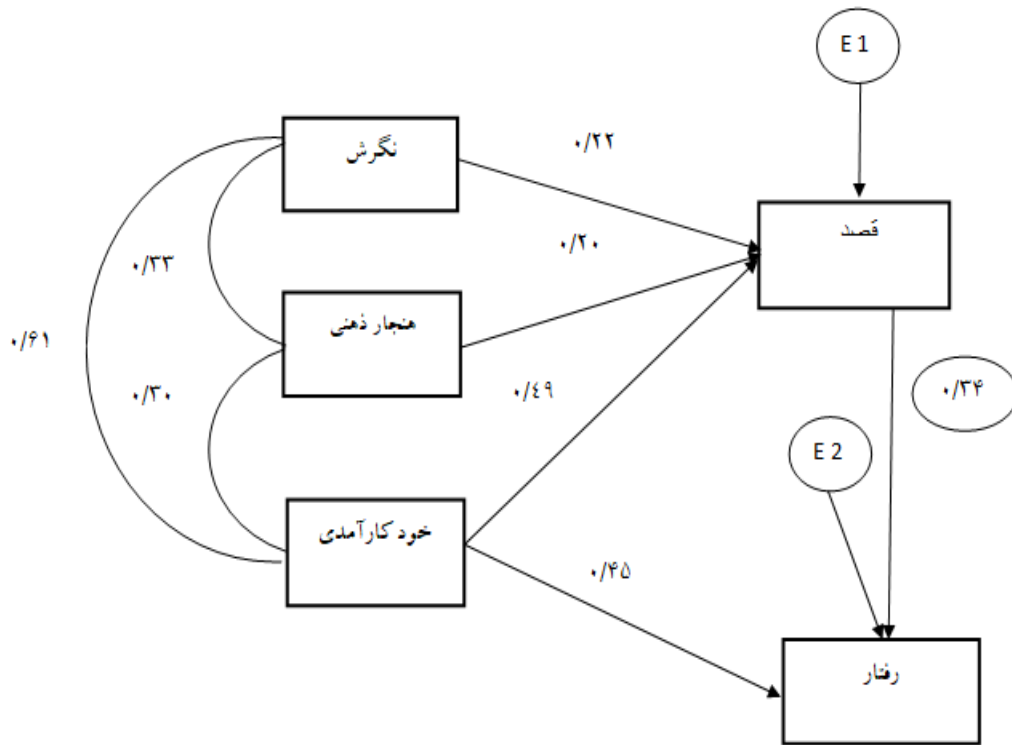 E 1
نگرش
۰/۲۲
قصد
۰/۳۳
۰/۲۰
هنجار ذهنی
۰/۶۱
۰/۳۰
۰/٤۹
۰/۳۴
E 2
خود کارآمدی
۰/۴۵
رفتار